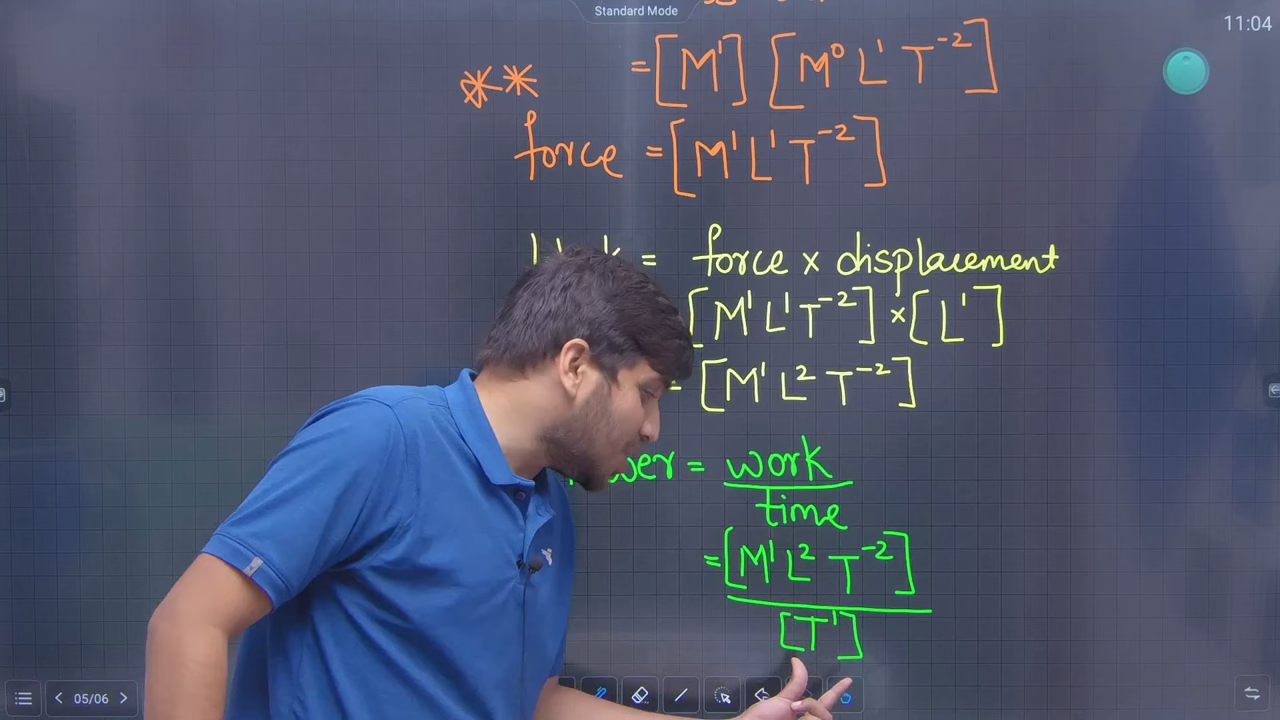 Standard Mode
11:04
= [M¹] [M⁰ L¹ T⁻²]
**
force = [M¹ L¹ T⁻²]
= force × displacement
[M¹ L¹ T⁻²] × [L¹]
= [M¹ L² T⁻²]
= work
time
= [M¹ L² T⁻²]
[T¹]
05/06